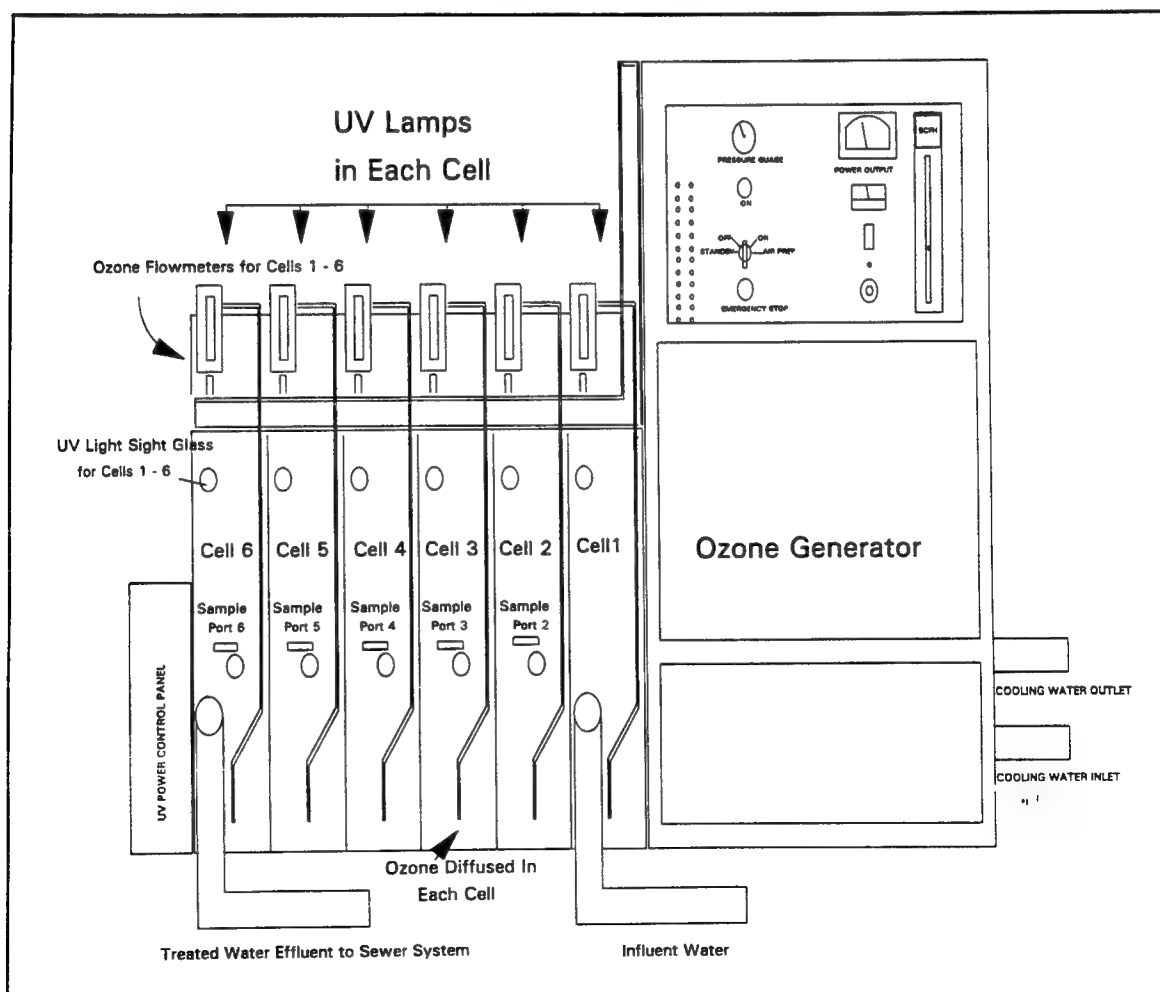 UV Lamps
in Each Cell
Ozone Flowmeters for Cells 1 - 6
UV Light Sight Glass
for Cells 1 - 6
PRESSURE GUAGE
ON
OFF
ON
STANDBY
AIR PREP
EMERGENCY STOP
POWER OUTPUT
SCFH
Cell 6
Cell 5
Cell 4
Cell 3
Cell 2
Cell1
Ozone Generator
Sample
Port 6
Sample
Port 5
Sample
Port 4
Sample
Port 3
Sample
Port 2
UV POWER CONTROL PANEL
COOLING WATER OUTLET
COOLING WATER INLET
Ozone Diffused In
Each Cell
Treated Water Effluent to Sewer System
Influent Water